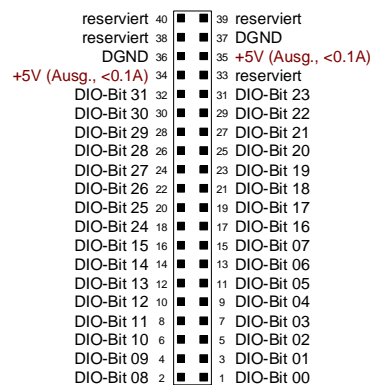 reserviert 40 39 reserviert
reserviert 38 37 DGND
DGND 36 35 +5V (Ausg., <0.1A)
+5V (Ausg., <0.1A) 34 33 reserviert
DIO-Bit 31 32 31 DIO-Bit 23
DIO-Bit 30 30 29 DIO-Bit 22
DIO-Bit 29 28 27 DIO-Bit 21
DIO-Bit 28 26 25 DIO-Bit 20
DIO-Bit 27 24 23 DIO-Bit 19
DIO-Bit 26 22 21 DIO-Bit 18
DIO-Bit 25 20 19 DIO-Bit 17
DIO-Bit 24 18 17 DIO-Bit 16
DIO-Bit 15 16 15 DIO-Bit 07
DIO-Bit 14 14 13 DIO-Bit 06
DIO-Bit 13 12 11 DIO-Bit 05
DIO-Bit 12 10 9 DIO-Bit 04
DIO-Bit 11 8 7 DIO-Bit 03
DIO-Bit 10 6 5 DIO-Bit 02
DIO-Bit 09 4 3 DIO-Bit 01
DIO-Bit 08 2 1 DIO-Bit 00